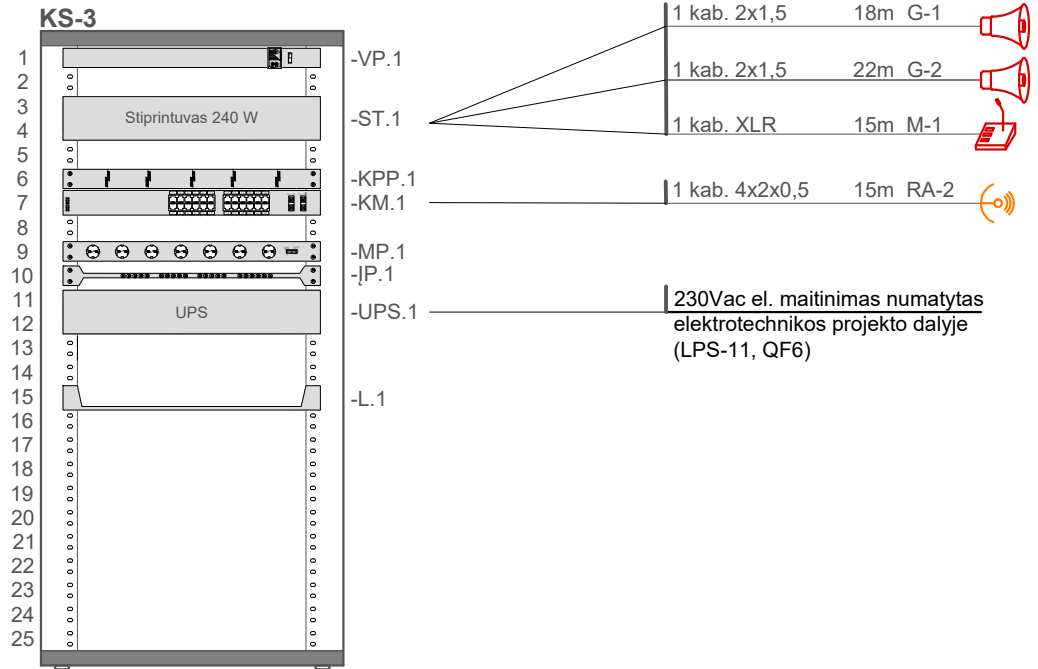 KS-3
1 kab. 2x1,5 18m G-1
1 -VP.1
1 kab. 2x1,5 22m G-2
2
3
Stiprintuvas 240 W -ST.1
4
1 kab. XLR 15m M-1
5
6 -KPP.1
7 -KM.1
1 kab. 4x2x0,5 15m RA-2
8
9 -MP.1
10 -ĮP.1
11
UPS -UPS.1
12
230Vac el. maitinimas numatytas
elektrotechnikos projekto dalyje
(LPS-11, QF6)
13
14
15 -L.1
16
17
18
19
20
21
22
23
24
25